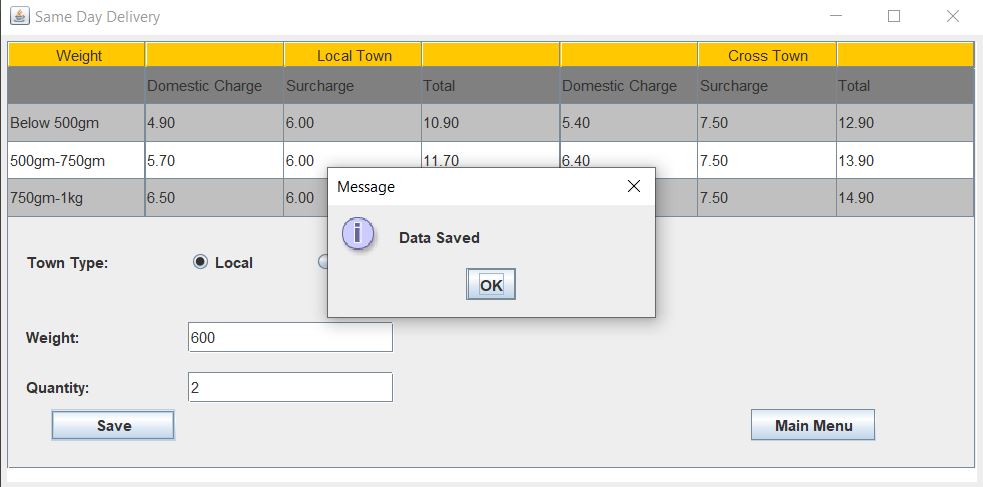 Same Day Delivery
Weight Local Town Cross Town
Domestic Charge Surcharge Total Domestic Charge Surcharge Total
Below 500gm 4.90 6.00 10.90 5.40 7.50 12.90
500gm-750gm 5.70 6.00 11.70 6.40 7.50 13.90
750gm-1kg 6.50 6.00 7.50 14.90
Message
Data Saved
OK
Town Type: Local
Weight: 600
Quantity: 2
Save Main Menu